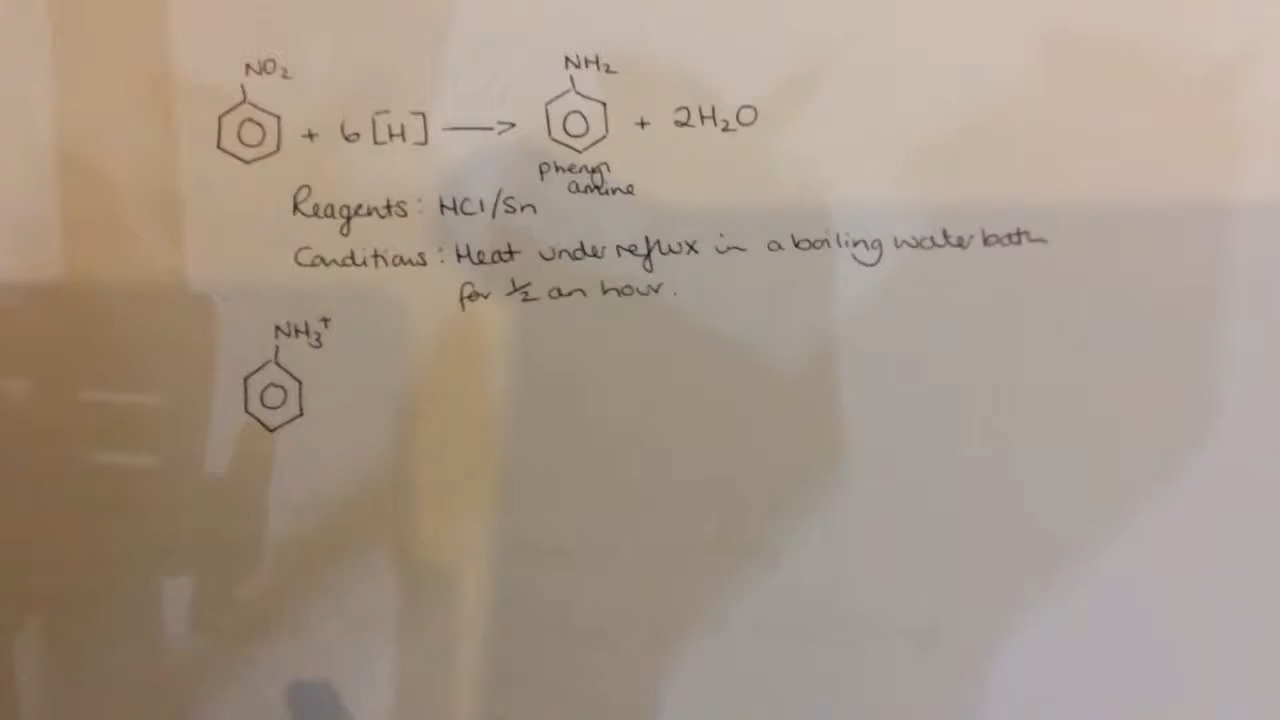 NO₂ NH₂
+ 6 [H] → + 2H₂O
phenyl
amine
Reagents: HCl/Sn
Conditions: Heat under reflux in a boiling water bath
for ½ an hour.
NH₃⁺